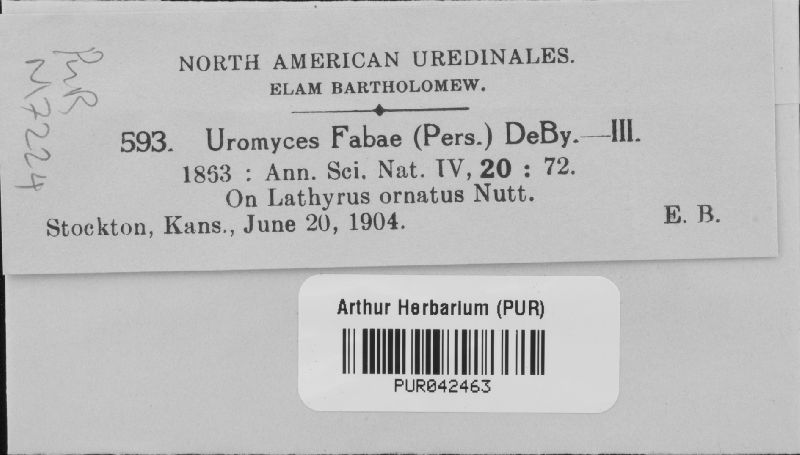 PUR
N7224
NORTH AMERICAN UREDINALES.
ELAM BARTHOLOMEW.
593. Uromyces Fabae (Pers.) DeBy.—III.
1863 : Ann. Sci. Nat. IV, 20 : 72.
On Lathyrus ornatus Nutt.
Stockton, Kans., June 20, 1904.
E. B.
Arthur Herbarium (PUR)
PUR042463